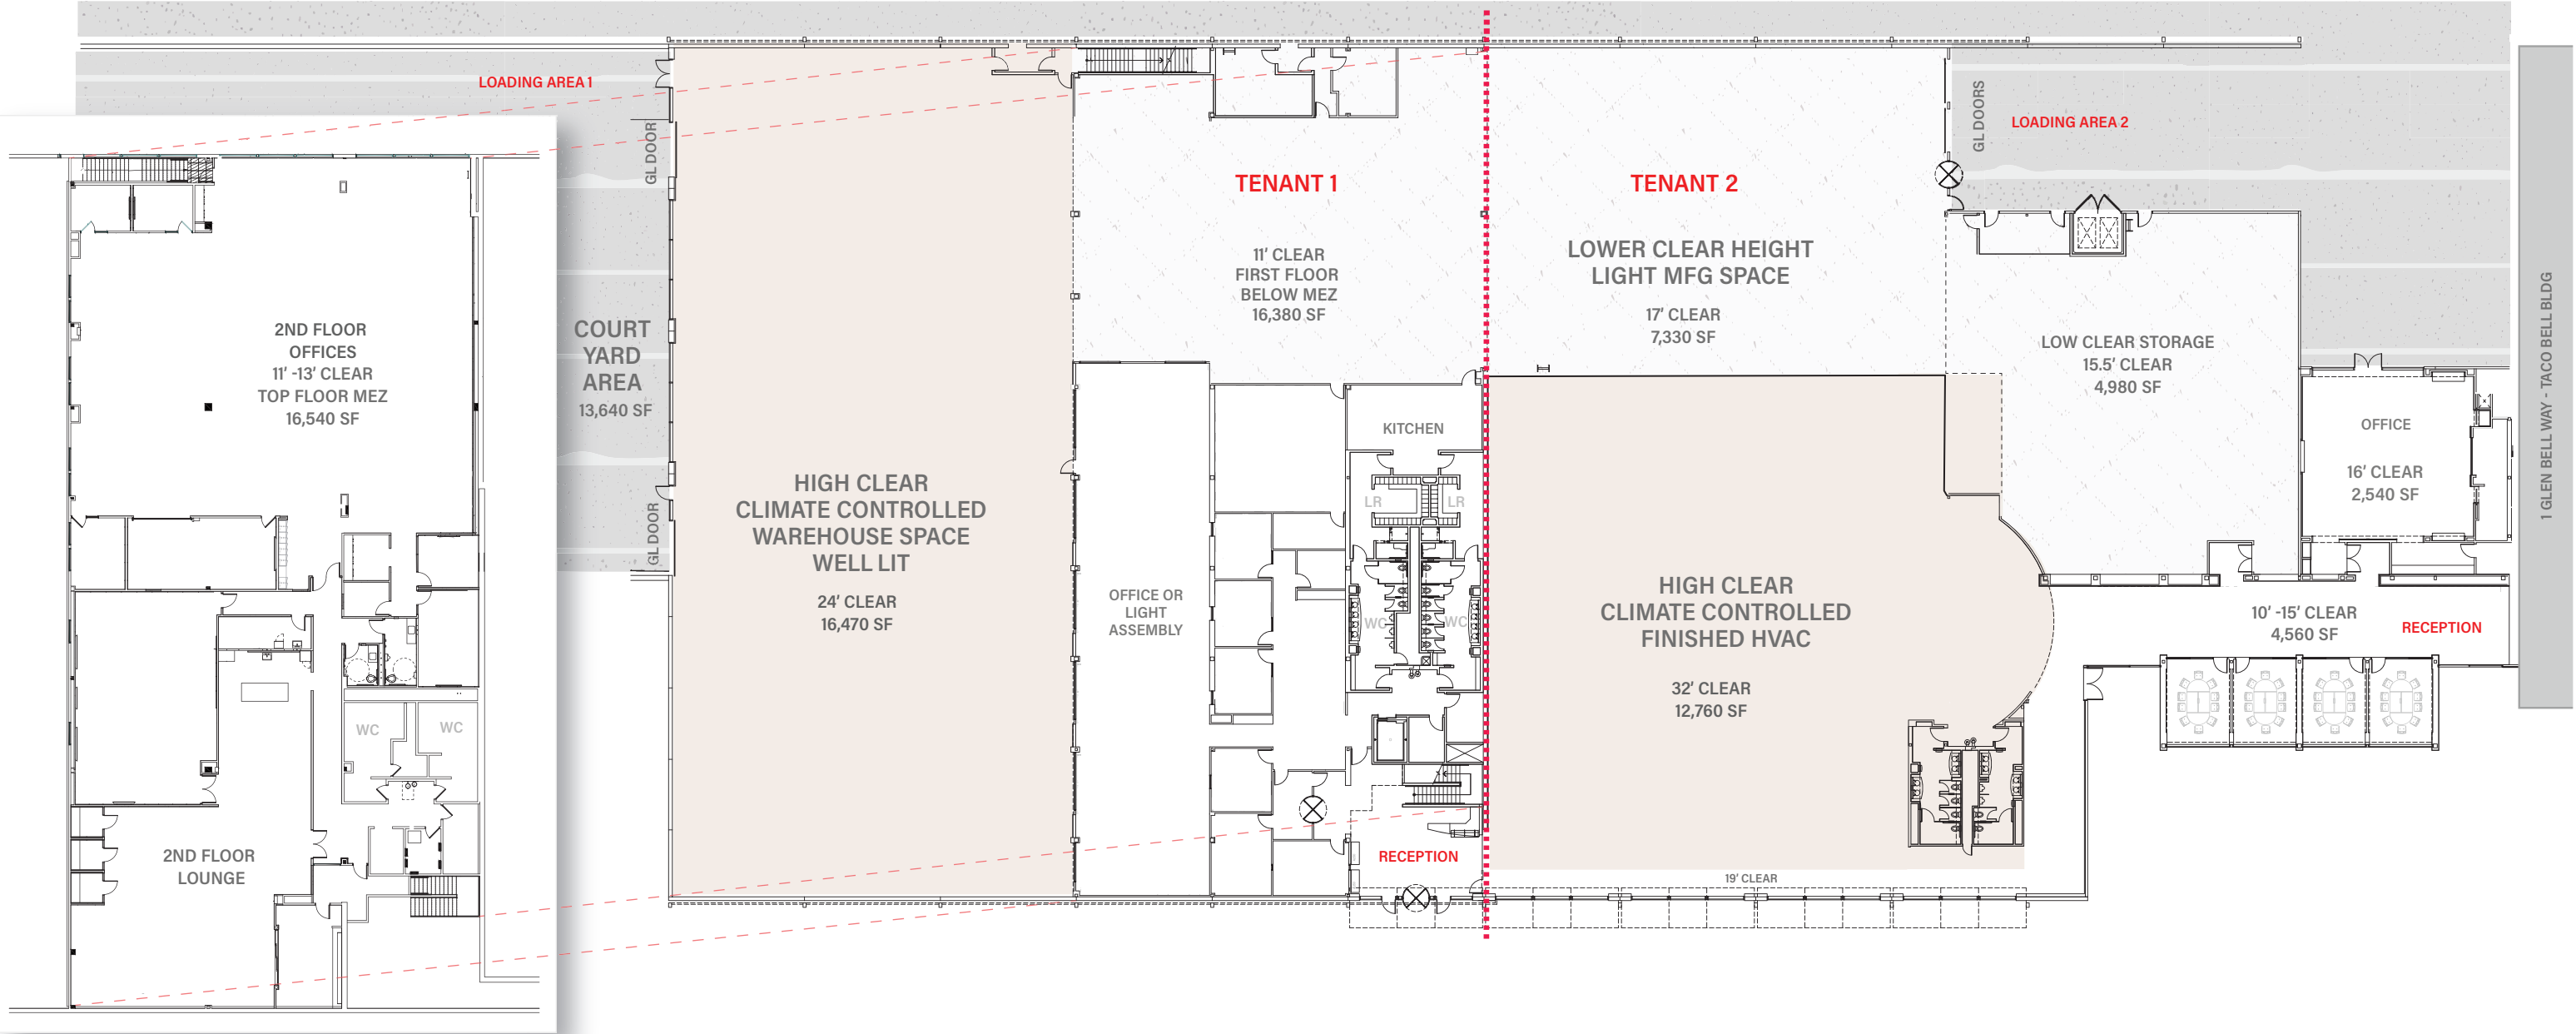 LOADING AREA 1
GL DOOR
COURT
YARD
AREA
13,640 SF
GL DOOR
2ND FLOOR
OFFICES
11' -13' CLEAR
TOP FLOOR MEZ
16,540 SF
WC
WC
2ND FLOOR
LOUNGE
HIGH CLEAR
CLIMATE CONTROLLED
WAREHOUSE SPACE
WELL LIT
24' CLEAR
16,470 SF
TENANT 1
11' CLEAR
FIRST FLOOR
BELOW MEZ
16,380 SF
KITCHEN
LR
LR
OFFICE OR
LIGHT
ASSEMBLY
WC
WC
RECEPTION
TENANT 2
LOWER CLEAR HEIGHT
LIGHT MFG SPACE
17' CLEAR
7,330 SF
HIGH CLEAR
CLIMATE CONTROLLED
FINISHED HVAC
32' CLEAR
12,760 SF
19' CLEAR
GL DOORS
LOADING AREA 2
LOW CLEAR STORAGE
15.5' CLEAR
4,980 SF
OFFICE
16' CLEAR
2,540 SF
10' -15' CLEAR
4,560 SF
RECEPTION
1 GLEN BELL WAY - TACO BELL BLDG